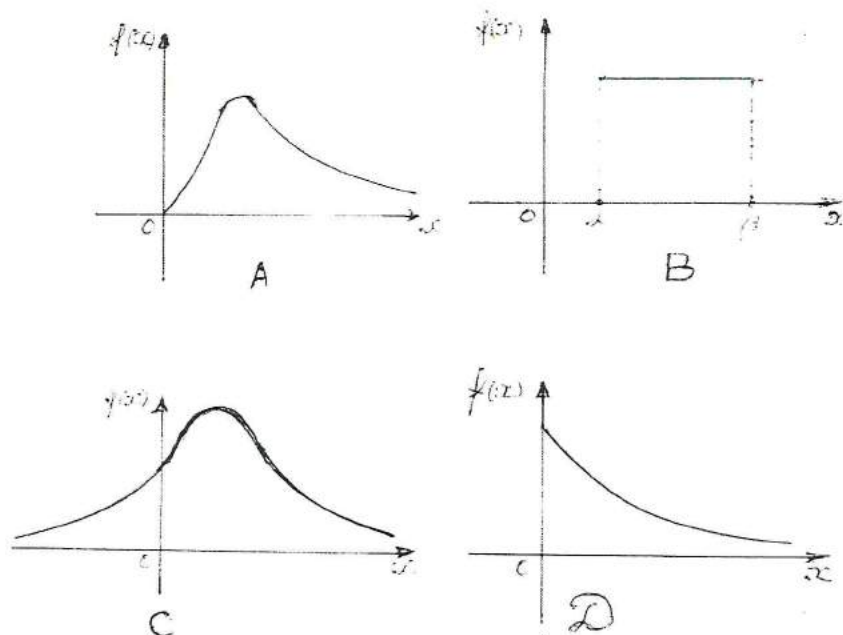 f(x) f(x)
0 x 0 α β x
A B
f(x) f(x)
0 x 0 x
C D